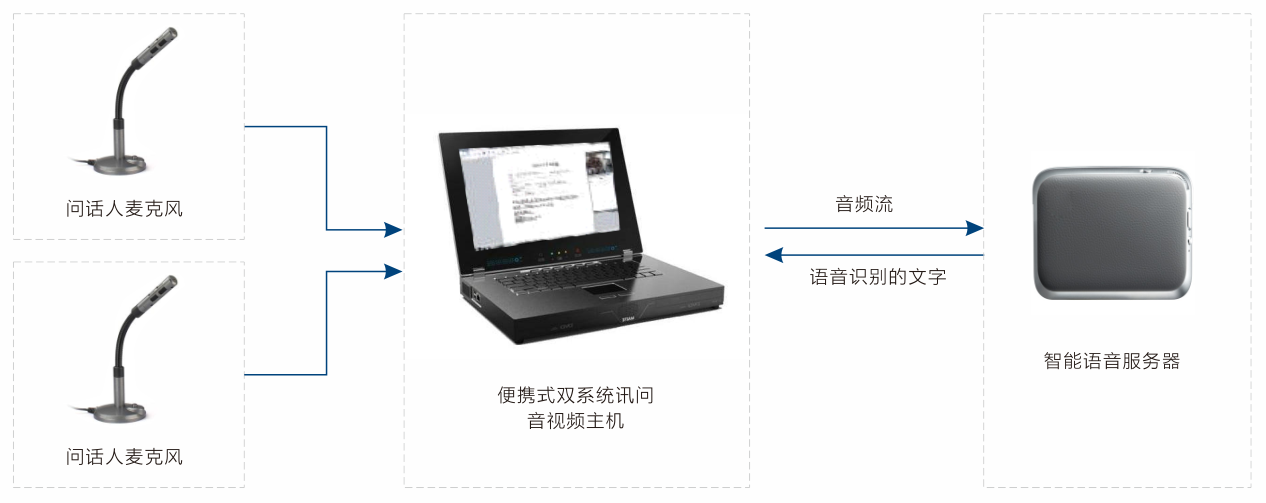 问话人麦克风
问话人麦克风
便携式双系统讯问
音视频主机
音频流
语音识别的文字
智能语音服务器